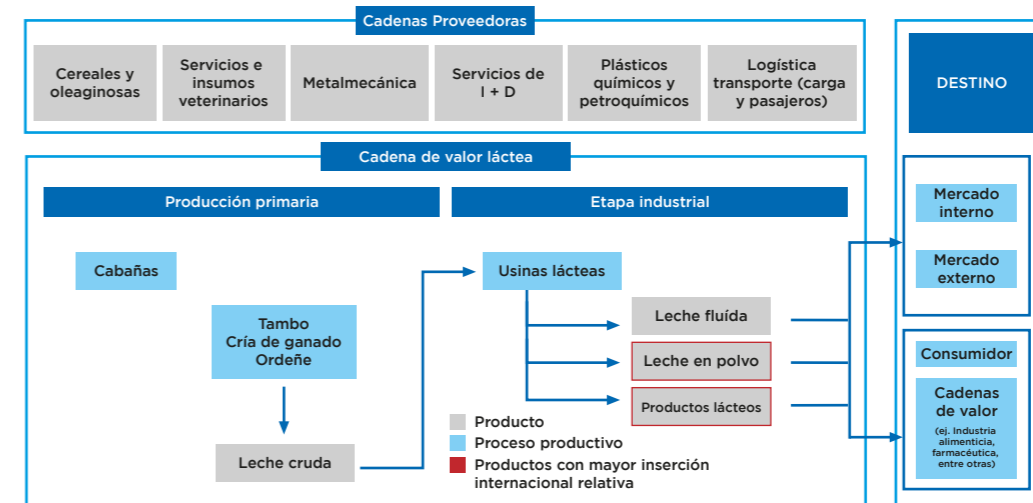 Cadenas Proveedoras
Cereales y
oleaginosas
Servicios e
insumos
veterinarios
Metalmecánica
Servicios de
I + D
Plásticos
químicos y
petroquímicos
Logística
transporte (carga
y pasajeros)
DESTINO
Cadena de valor láctea
Producción primaria
Etapa industrial
Cabañas
Tambo
Cría de ganado
Ordeñe
Leche cruda
Usinas lácteas
Leche fluída
Leche en polvo
Productos lácteos
Producto
Proceso productivo
Productos con mayor inserción
internacional relativa
Mercado
interno
Mercado
externo
Consumidor
Cadenas
de valor
(ej. Industria
alimenticia,
farmacéutica,
entre otras)